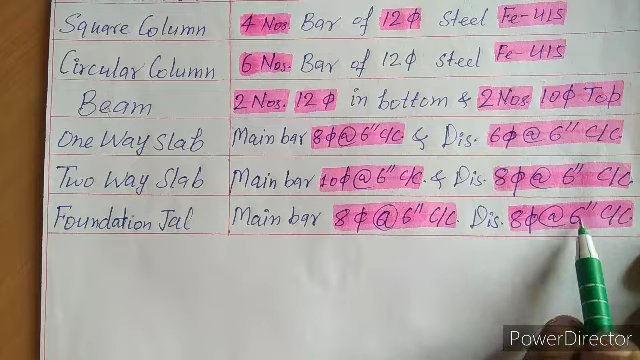 Square Column 4 Nos Bar of 12ϕ Steel Fe-415
Circular Column 6 Nos. Bar of 12ϕ Steel Fe-415
Beam 2 Nos. 12ϕ in bottom & 2 Nos 10ϕ Top
One Way Slab Main bar 8ϕ@6" C/C & Dis. 6ϕ@6" C/C
Two Way Slab Main bar 10ϕ@6" C/C. & Dis. 8ϕ@ 6" C/C.
Foundation Jal Main bar 8ϕ@6" C/C. Dis. 8ϕ@6" C/C
PowerDirector